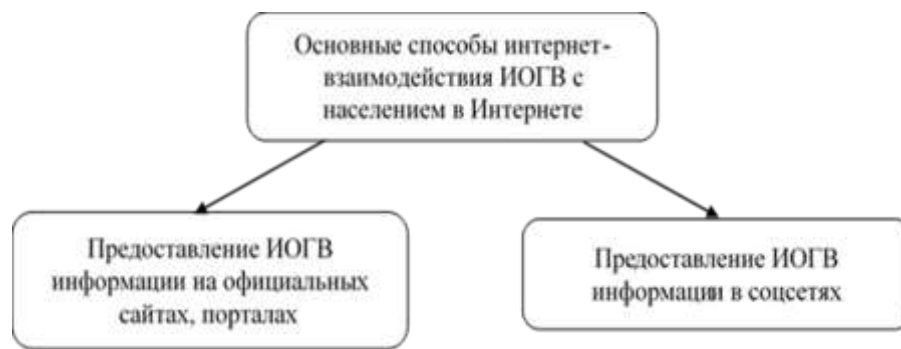 Основные способы интернет-
взаимодействия ИОГВ с
населением в Интернете
Предоставление ИОГВ
информации на официальных
сайтах, порталах
Предоставление ИОГВ
информации в соцсетях